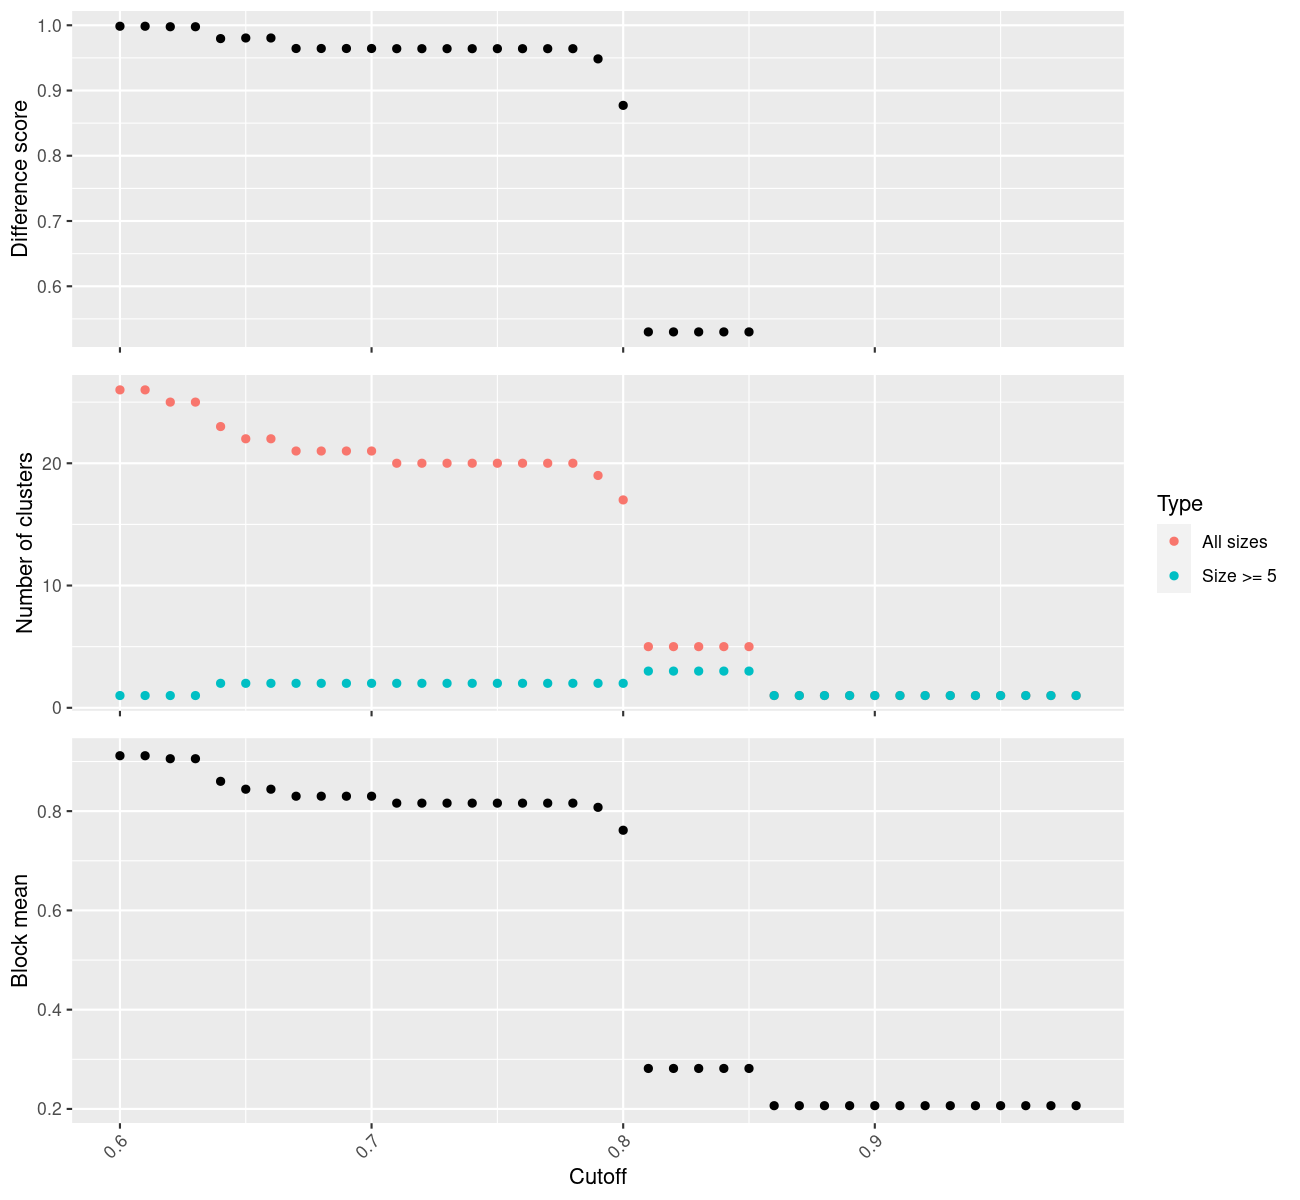 Difference score
1.0
0.9
0.8
0.7
0.6
Number of clusters
20
10
0
Type
All sizes
Size >= 5
Block mean
0.8
0.6
0.4
0.2
0.6
0.7
0.8
0.9
Cutoff